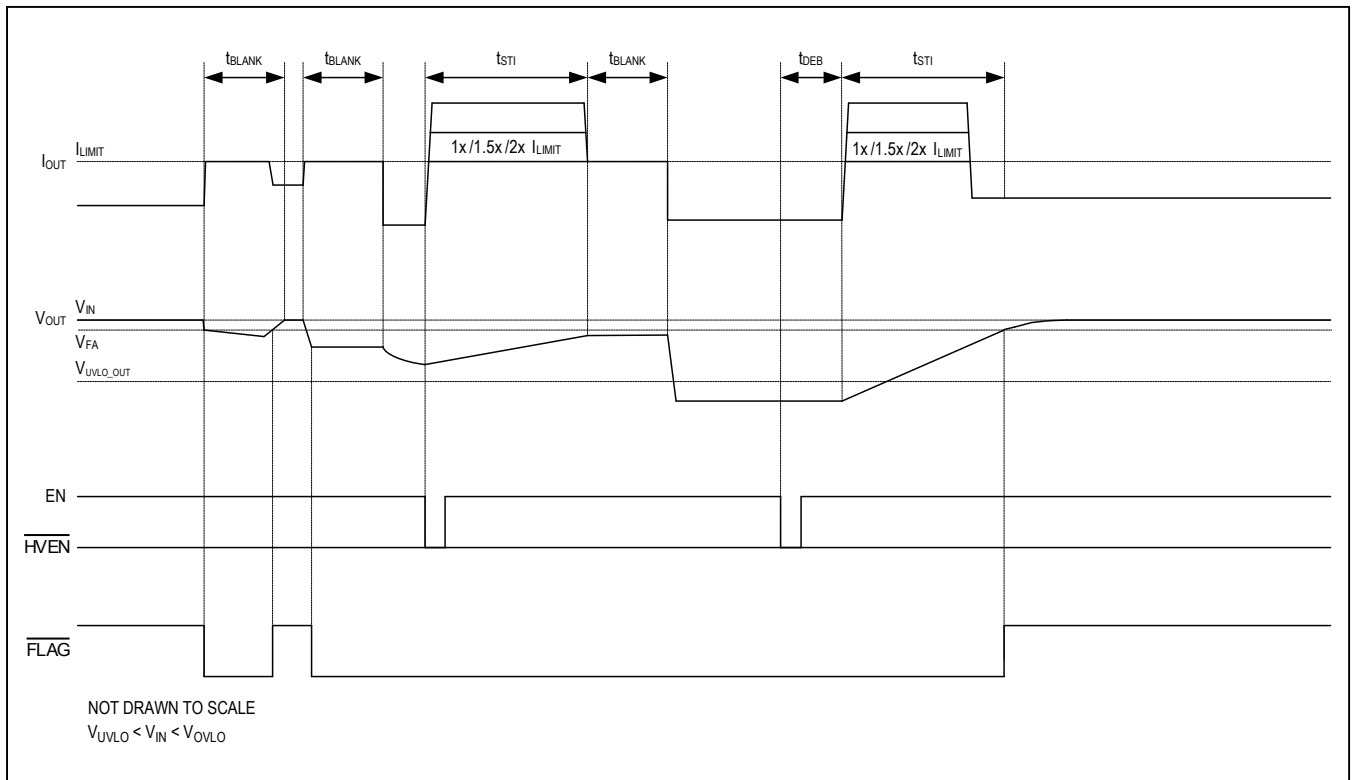 tBLANK tBLANK tSTI tBLANK tDEB tSTI
IOUT ILIMIT
1x /1.5x /2x ILIMIT 1x /1.5x /2x ILIMIT
VOUT VIN
VFA
VUVLO_OUT
EN
HVEN
FLAG
NOT DRAWN TO SCALE
VUVLO < VIN < VOVLO